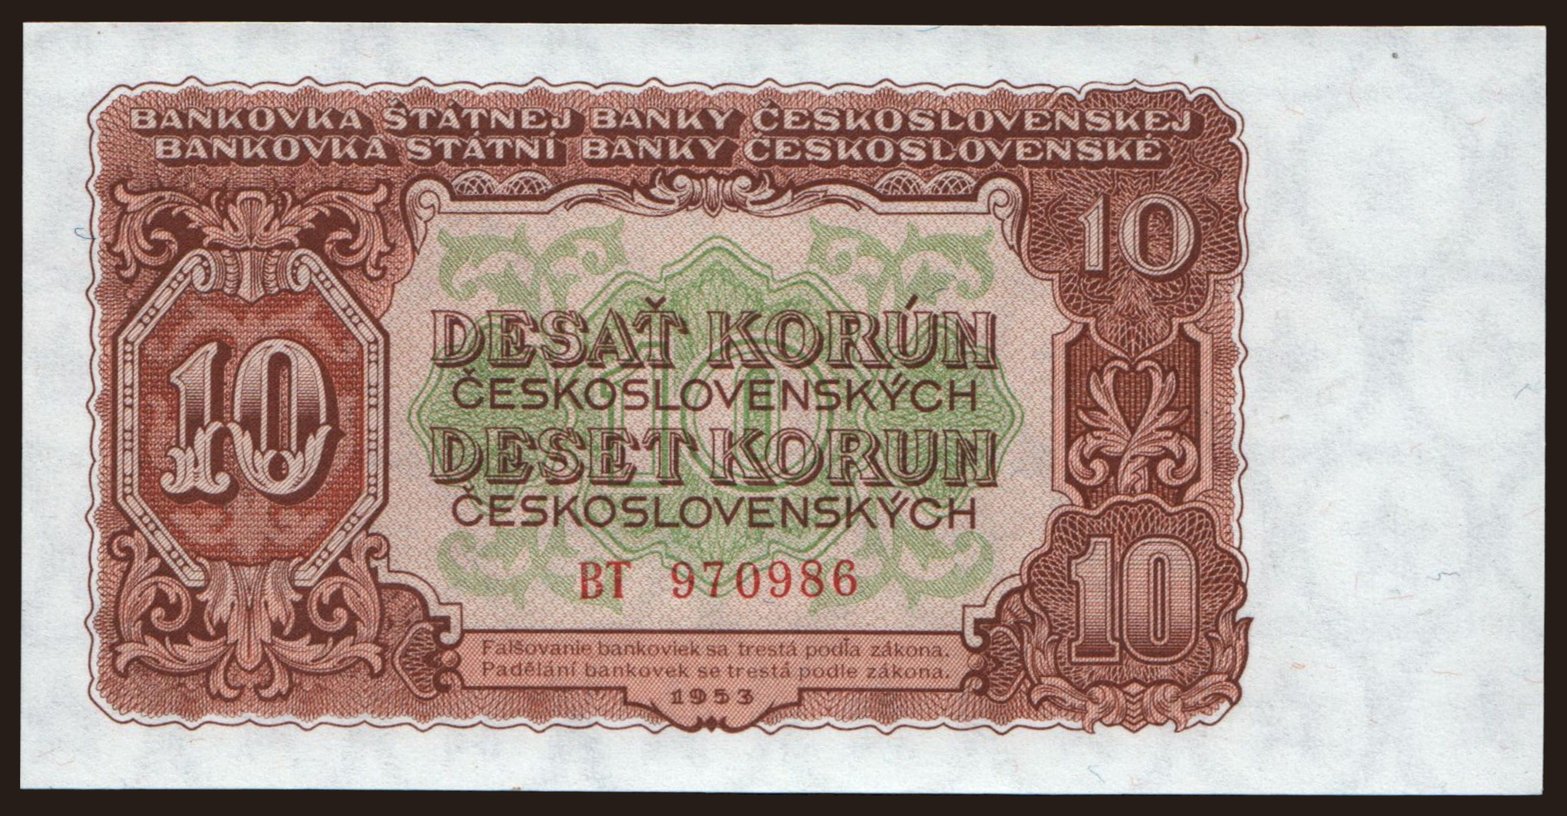 BANKOVKA ŠTÁTNEJ BANKY ČESKOSLOVENSKEJ
BANKOVKA STÁTNÍ BANKY ČESKOSLOVENSKÉ
10
10
DESAŤ KORÚN
ČESKOSLOVENSKÝCH
10
DESET KORUN
ČESKOSLOVENSKÝCH
BT 970986
10
Falšovanie bankoviek sa trestá podľa zákona.
Padělání bankovek se trestá podle zákona.
1953